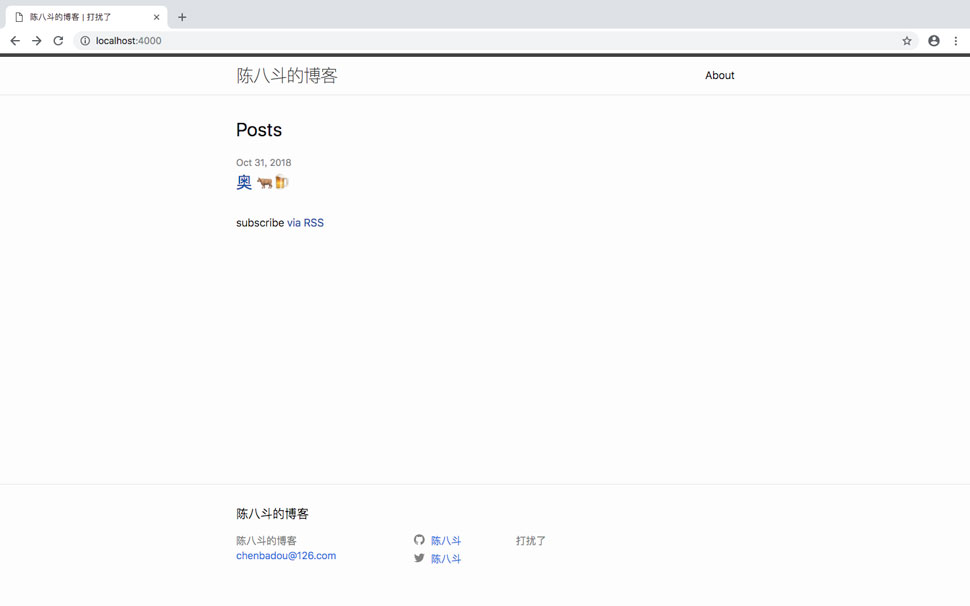 陈八斗的博客 | 打扰了
localhost:4000
陈八斗的博客
About
Posts
Oct 31, 2018
奥 🐂🍺
subscribe via RSS
陈八斗的博客
陈八斗的博客
chenbadou@126.com
陈八斗
陈八斗
打扰了